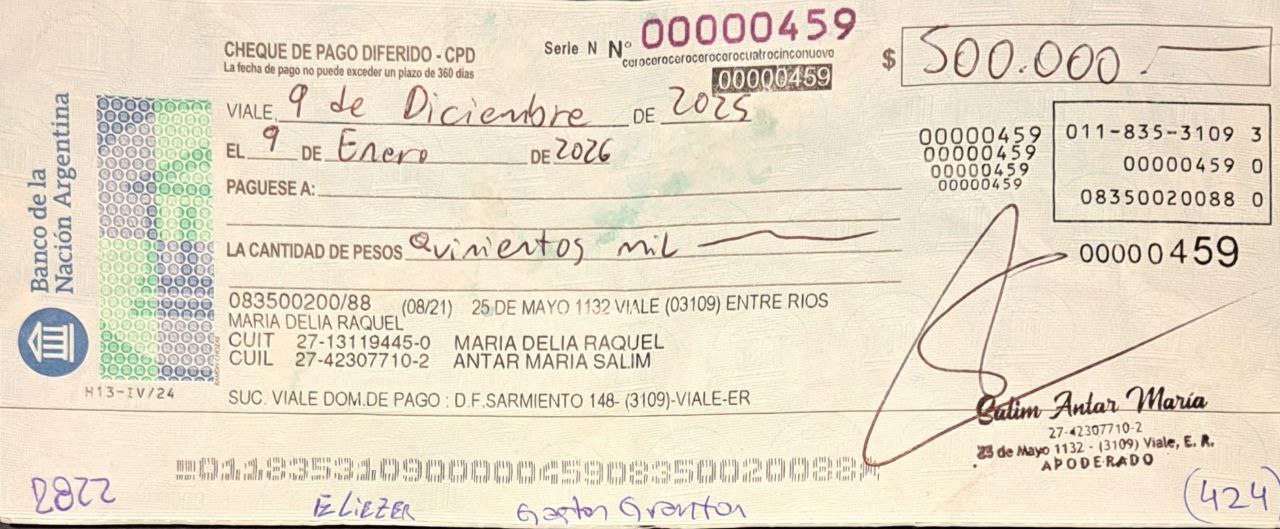 CHEQUE DE PAGO DIFERIDO - CPD
La fecha de pago no puede exceder un plazo de 360 días
Serie N Nº 00000459
cerocerocerocerocerocuatrocinconueve
00000459
$ 500.000.—
VIALE, 9 de Diciembre DE 2025
EL 9 DE Enero DE 2026
PAGUESE A:
LA CANTIDAD DE PESOS Quinientos mil —
00000459
00000459
00000459
00000459
011-835-3109 3
00000459 0
08350020088 0
00000459
Banco de la
Nación Argentina
H13-IV/24
083500200/88 (08/21) 25 DE MAYO 1132 VIALE (03109) ENTRE RIOS
MARIA DELIA RAQUEL
CUIT 27-13119445-0 MARIA DELIA RAQUEL
CUIL 27-42307710-2 ANTAR MARIA SALIM
SUC. VIALE DOM.DE PAGO : D.F.SARMIENTO 148- (3109)-VIALE-ER
Salim Antar María
27-42307710-2
25 de Mayo 1132 - (3109) Viale, E. R.
APODERADO
01183531090000045908350020088
2822
ELIEZER
Gaston
(424)